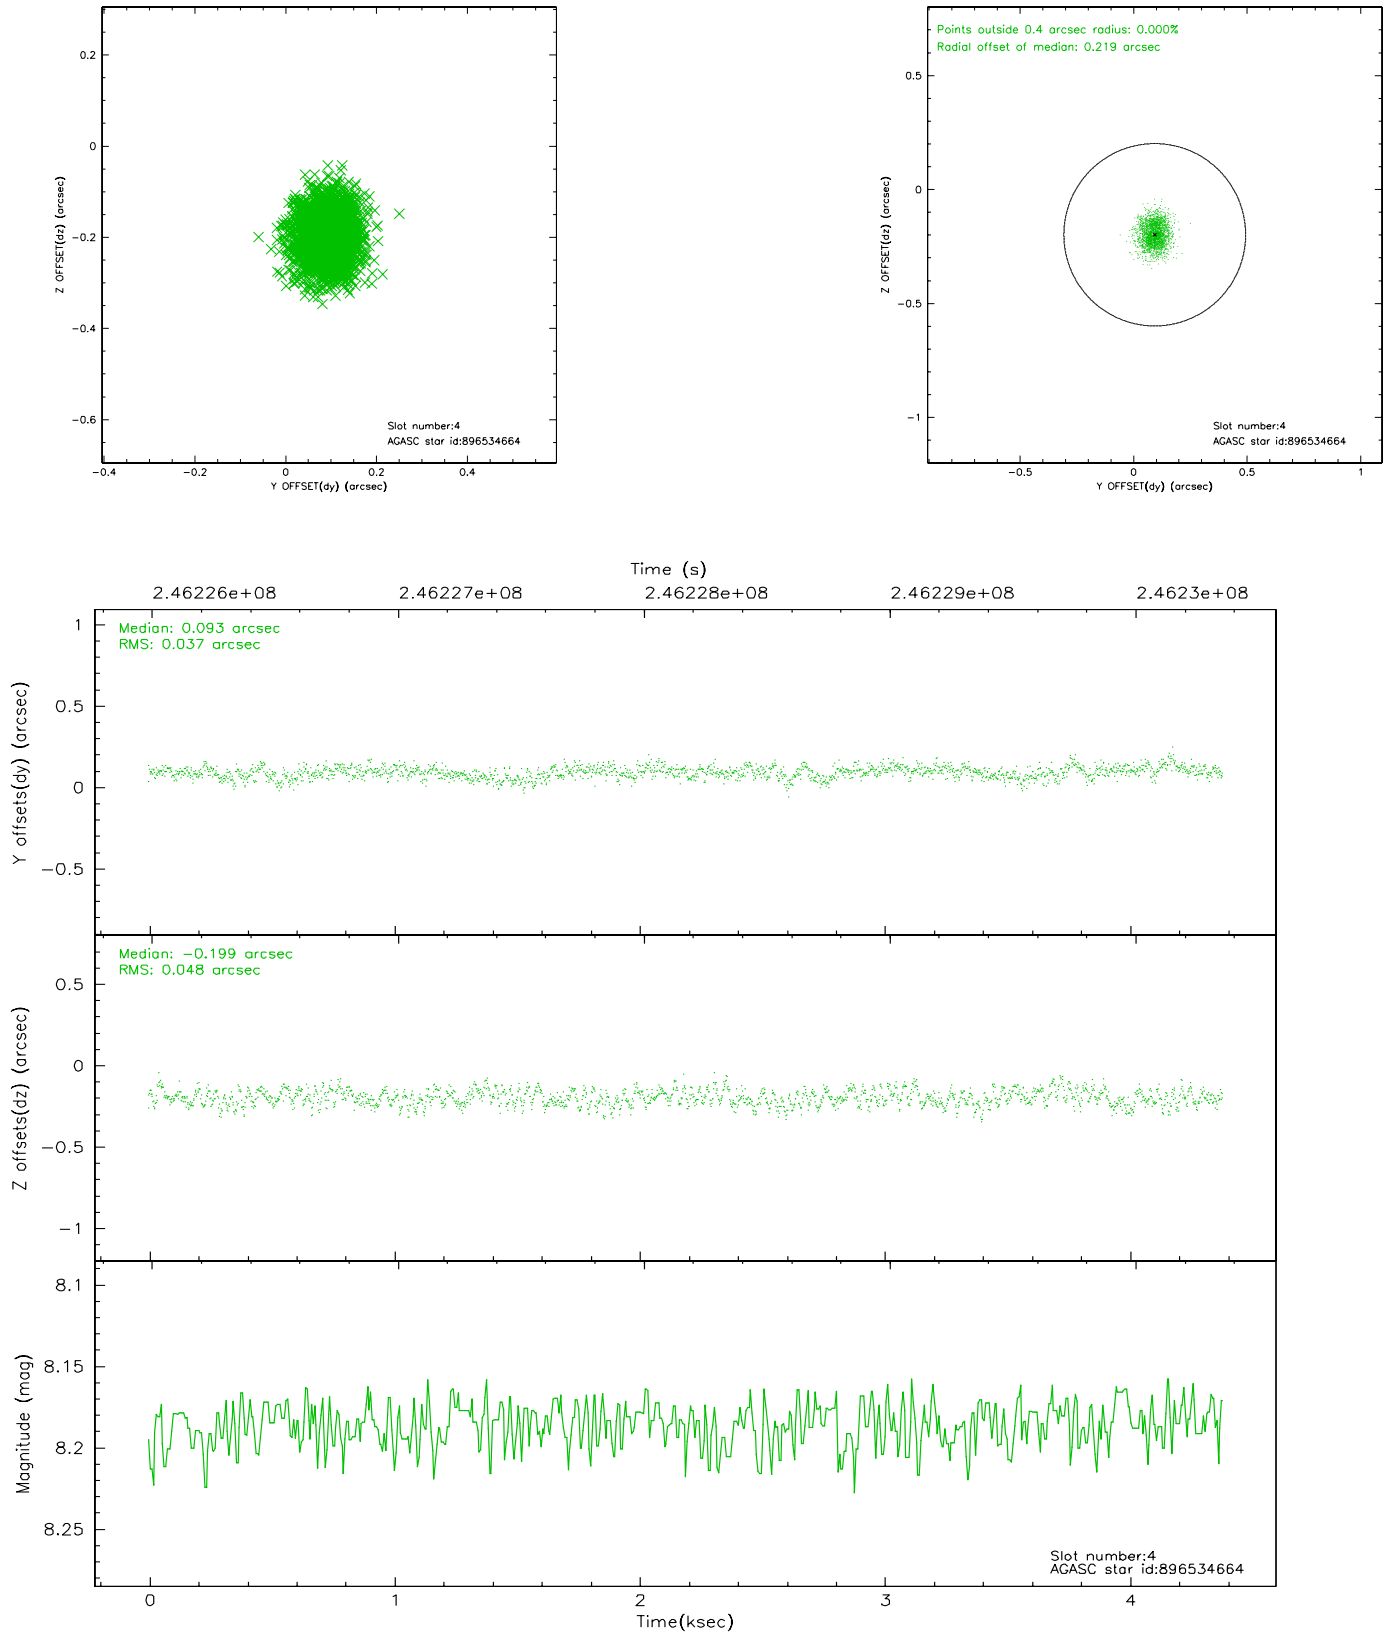 0.2
0
−0.2
−0.4
−0.6
Z OFFSET(dz) (arcsec)
Slot number:4
AGASC star id:896534664
−0.4 −0.2 0 0.2 0.4
Y OFFSET(dy) (arcsec)
Points outside 0.4 arcsec radius: 0.000%
Radial offset of median: 0.219 arcsec
0.5
0
−0.5
−1
Z OFFSET(dz) (arcsec)
Slot number:4
AGASC star id:896534664
−0.5 0 0.5 1
Y OFFSET(dy) (arcsec)
Time (s)
2.46226e+08 2.46227e+08 2.46228e+08 2.46229e+08 2.4623e+08
Median: 0.093 arcsec
RMS: 0.037 arcsec
1
0.5
0
−0.5
Y offsets(dy) (arcsec)
Median: −0.199 arcsec
RMS: 0.048 arcsec
0.5
0
−0.5
−1
Z offsets(dz) (arcsec)
8.1
8.15
8.2
8.25
Magnitude (mag)
Slot number:4
AGASC star id:896534664
0 1 2 3 4
Time(ksec)